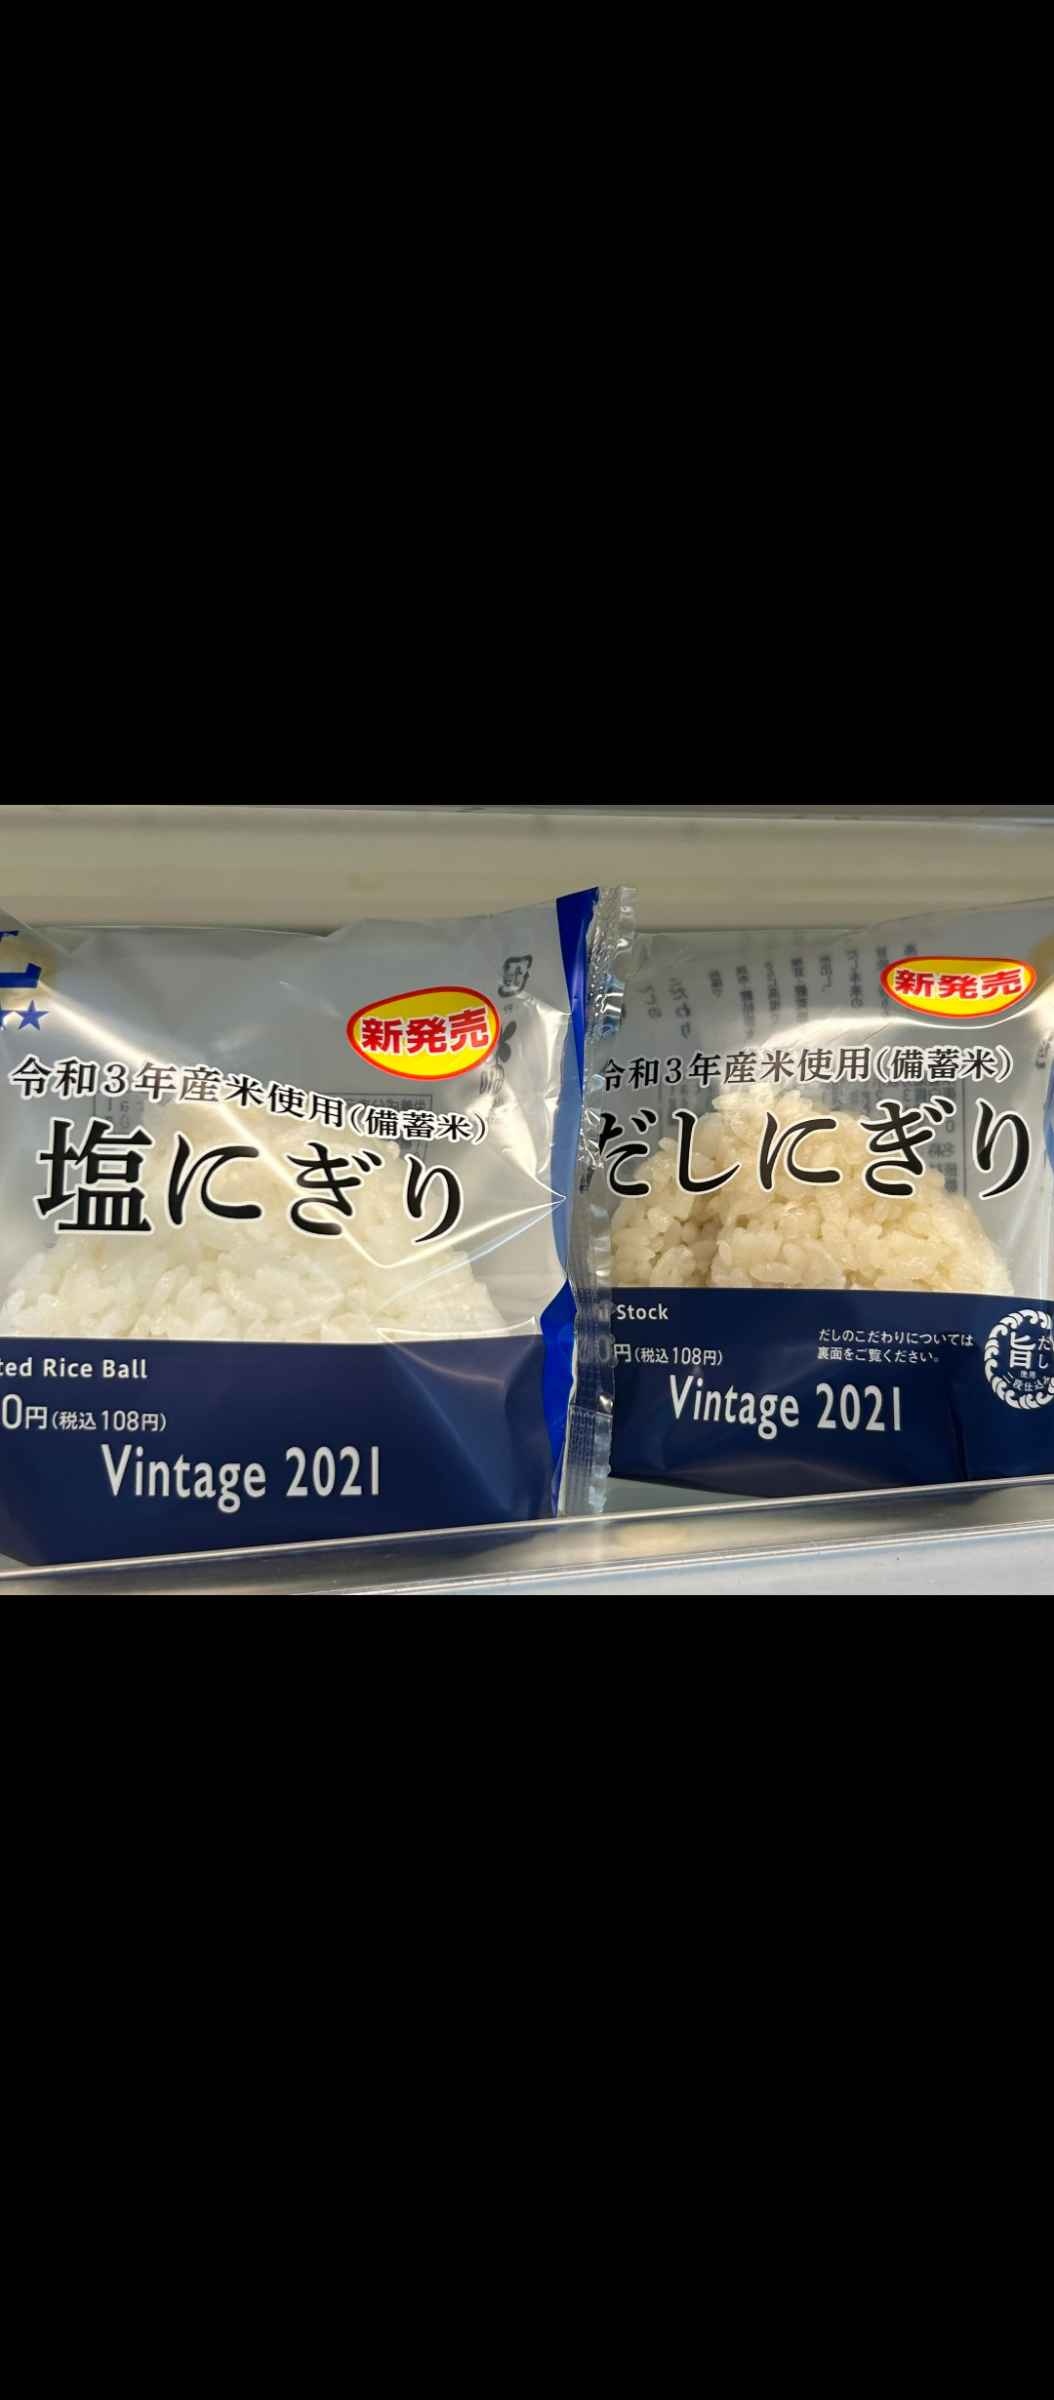 新発売
令和3年産米使用(備蓄米)
塩にぎり
Rice Ball
0円(税込108円)
Vintage 2021
新発売
令和3年産米使用(備蓄米)
だしにぎり
Stock
円(税込108円)
だしのこだわりについては
裏面をご覧ください。
Vintage 2021
旨
だし
使用